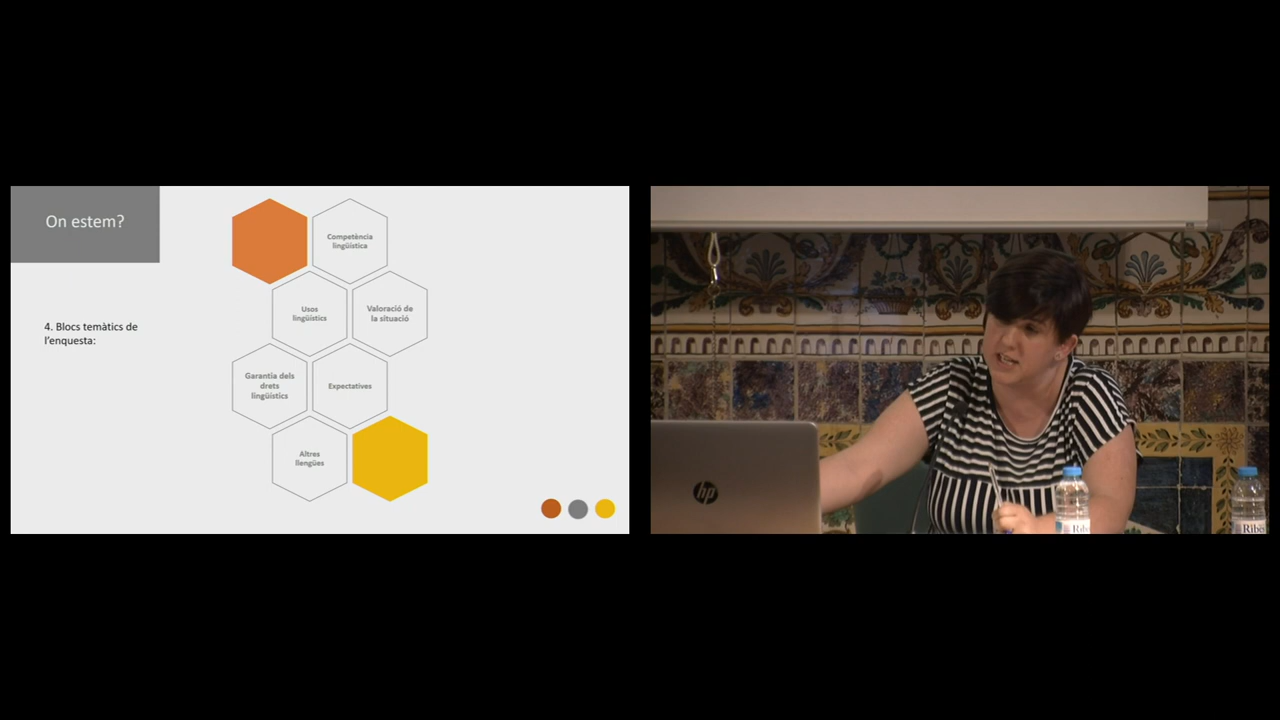 On estem?
4. Blocs temàtics de
l'enquesta:
Competència
lingüística
Usos
lingüístics
Valoració de
la situació
Garantia dels
drets
lingüístics
Expectatives
Altres
llengües
hp